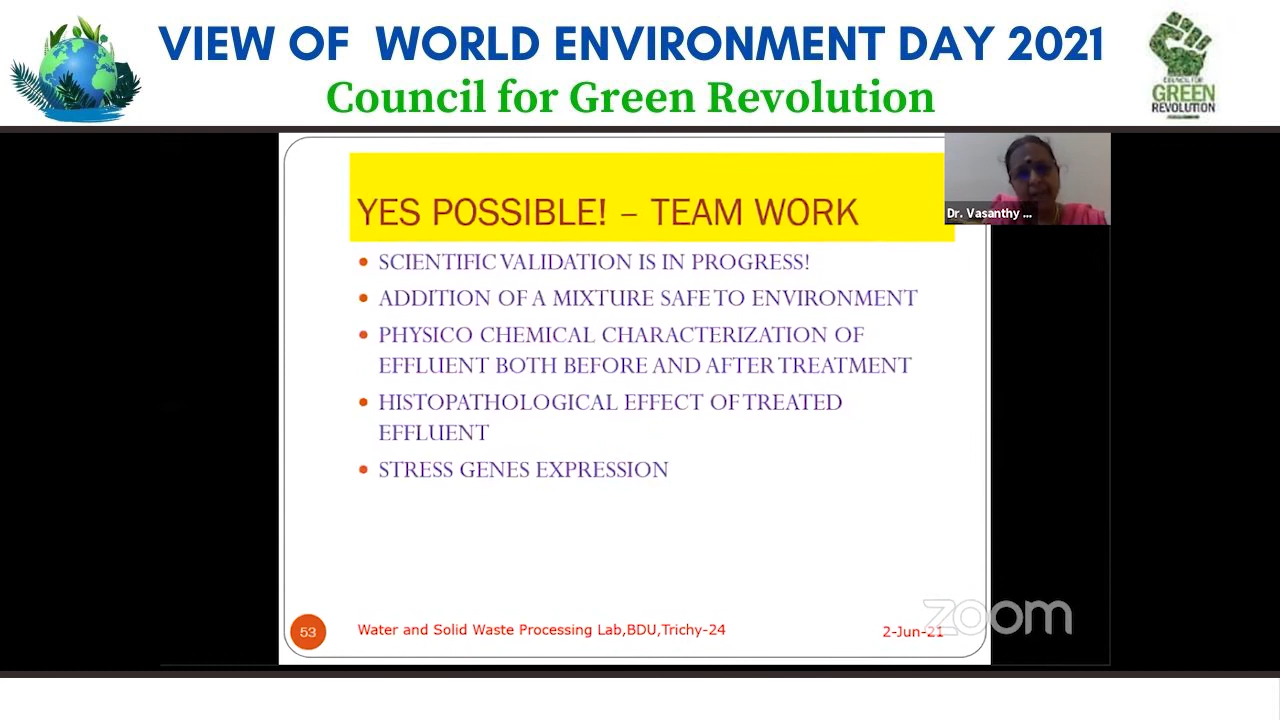 VIEW OF WORLD ENVIRONMENT DAY 2021
Council for Green Revolution
GREEN
REVOLUTION
Dr. Vasanthy ...
YES POSSIBLE! – TEAM WORK
• SCIENTIFIC VALIDATION IS IN PROGRESS!
• ADDITION OF A MIXTURE SAFE TO ENVIRONMENT
• PHYSICO CHEMICAL CHARACTERIZATION OF
EFFLUENT BOTH BEFORE AND AFTER TREATMENT
• HISTOPATHOLOGICAL EFFECT OF TREATED
EFFLUENT
• STRESS GENES EXPRESSION
53
Water and Solid Waste Processing Lab,BDU,Trichy-24
2-Jun-21
zoom